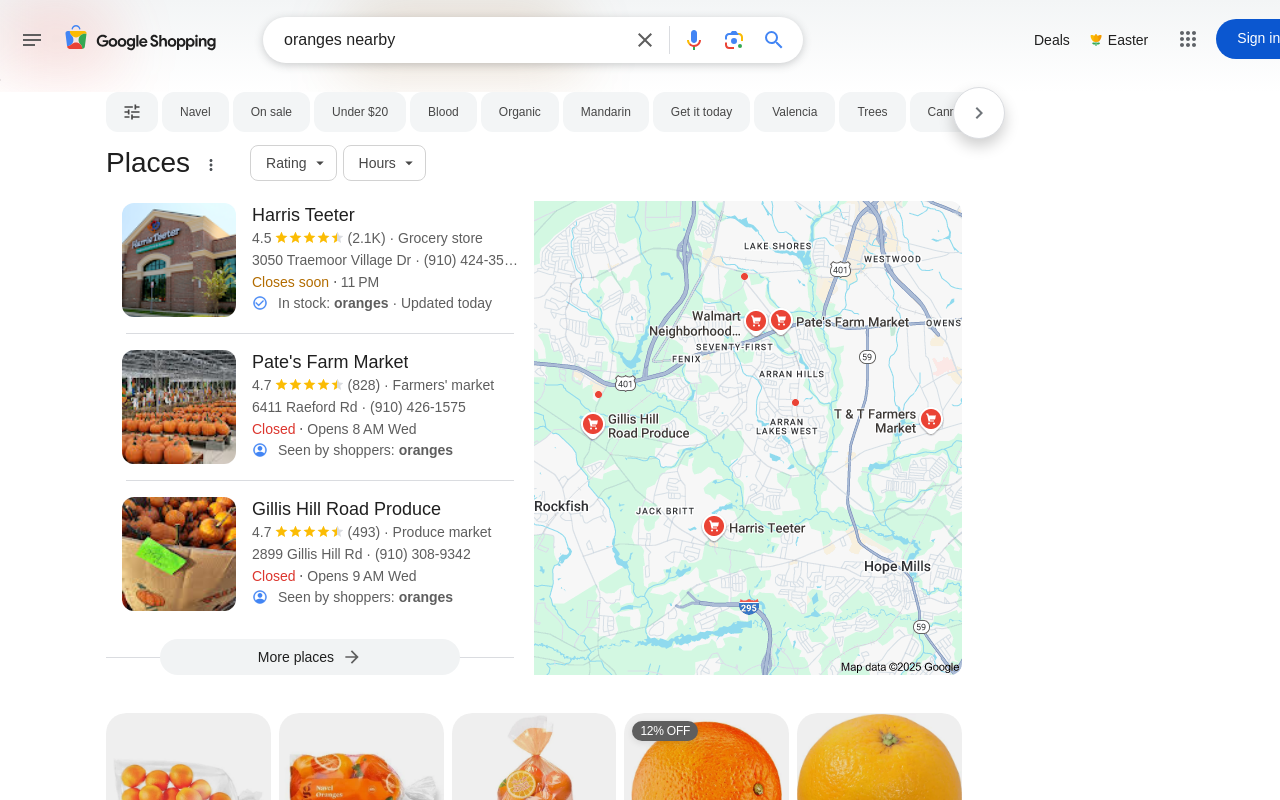 Google Shopping
oranges nearby
Deals
Easter
Sign in
Navel
On sale
Under $20
Blood
Organic
Mandarin
Get it today
Valencia
Trees
Places
Rating
Hours
Harris Teeter
4.5 (2.1K) · Grocery store
3050 Traemoor Village Dr · (910) 424-35…
Closes soon · 11 PM
In stock: oranges · Updated today
Pate's Farm Market
4.7 (828) · Farmers' market
6411 Raeford Rd · (910) 426-1575
Closed · Opens 8 AM Wed
Seen by shoppers: oranges
Gillis Hill Road Produce
4.7 (493) · Produce market
2899 Gillis Hill Rd · (910) 308-9342
Closed · Opens 9 AM Wed
Seen by shoppers: oranges
More places
Harris Teeter
LAKE SHORES
401
WESTWOOD
Walmart
Neighborhood...
Pate's Farm Market
OWENS
SEVENTY-FIRST
FENIX
59
ARRAN HILLS
401
Gillis Hill
Road Produce
T & T Farmers
Market
ARRAN
LAKES WEST
Rockfish
JACK BRITT
Harris Teeter
Hope Mills
295
59
Map data ©2025 Google
12% OFF
Navel
Oranges